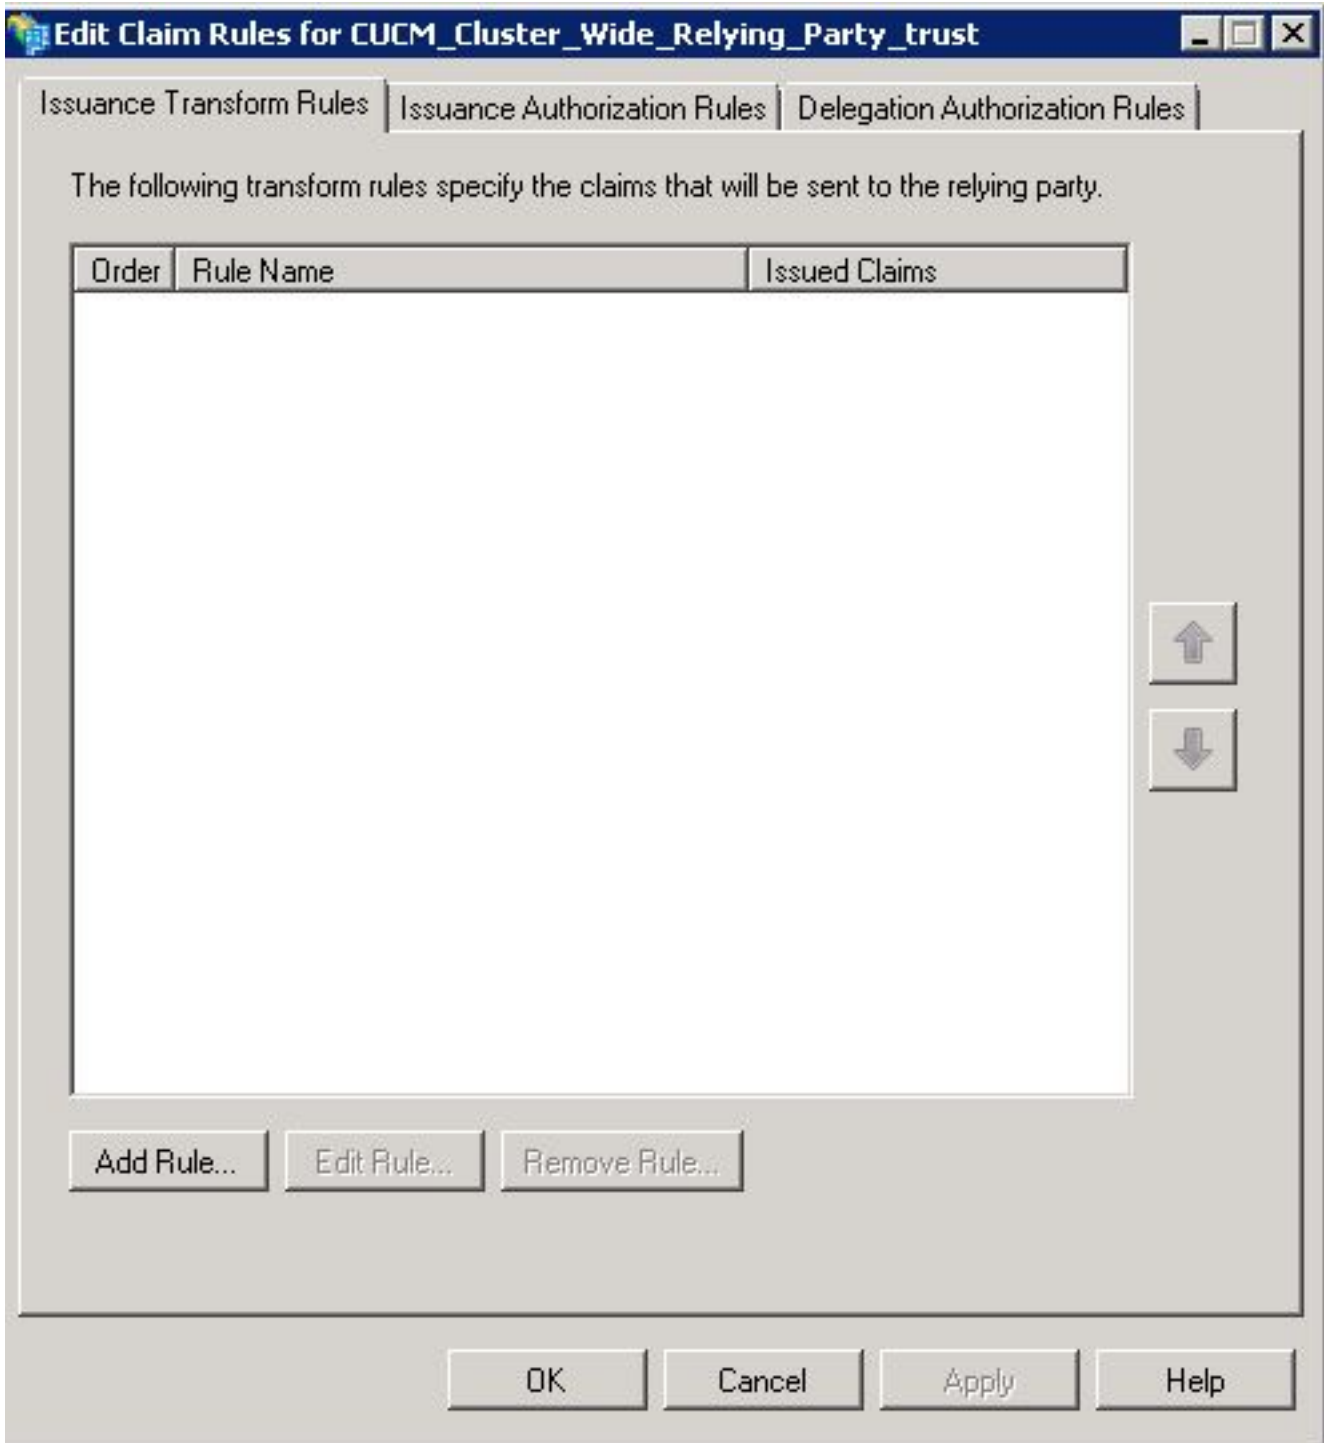 Edit Claim Rules for CUCM_Cluster_Wide_Relying_Party_trust
Issuance Transform Rules Issuance Authorization Rules Delegation Authorization Rules
The following transform rules specify the claims that will be sent to the relying party.
Order Rule Name Issued Claims
Add Rule... Edit Rule... Remove Rule...
OK Cancel Apply Help